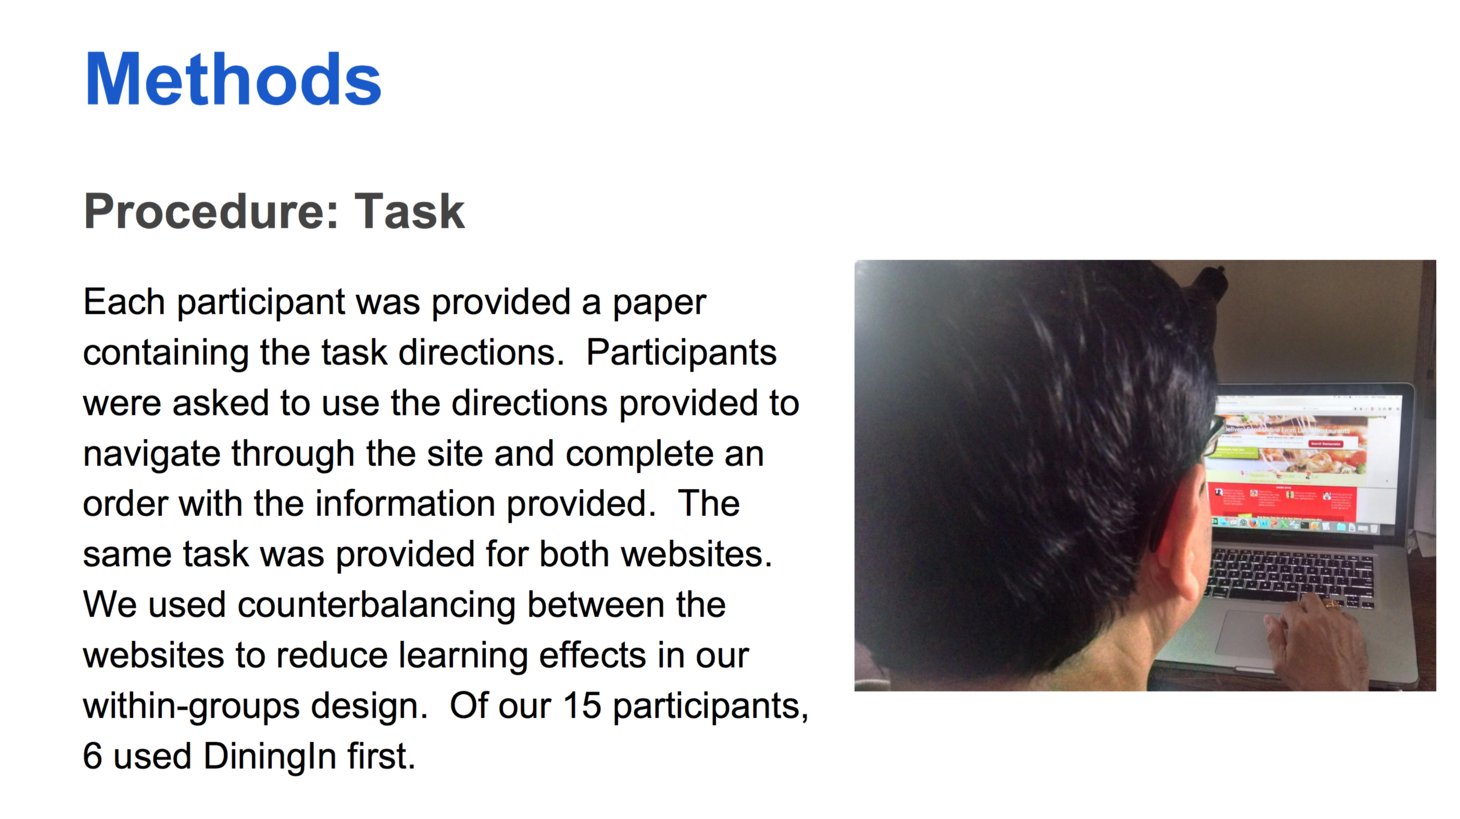 Methods
Procedure: Task
Each participant was provided a paper
containing the task directions.  Participants
were asked to use the directions provided to
navigate through the site and complete an
order with the information provided.  The
same task was provided for both websites.
We used counterbalancing between the
websites to reduce learning effects in our
within-groups design.  Of our 15 participants,
6 used DiningIn first.